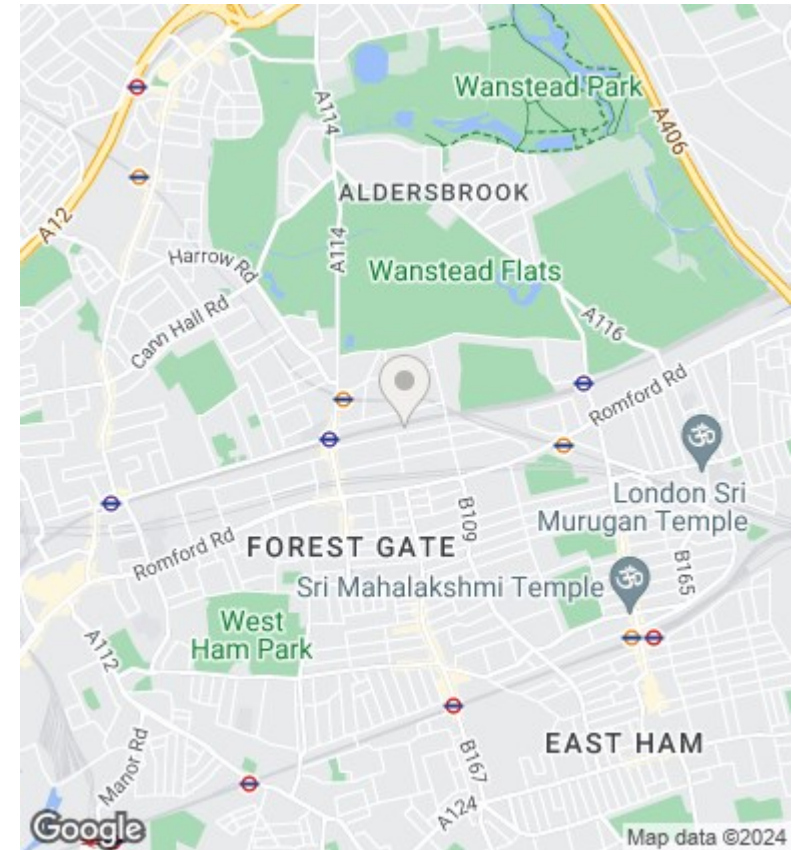 Wanstead Park
A406
A114
ALDERSBROOK
A12
A114
Harrow Rd
Wanstead Flats
Cann Hall Rd
A116
Romford Rd
London Sri
Murugan Temple
B109
Romford Rd
FOREST GATE
B165
Sri Mahalakshmi Temple
West
Ham Park
A112
Manor Rd
EAST HAM
B167
A124
Google
Map data ©2024